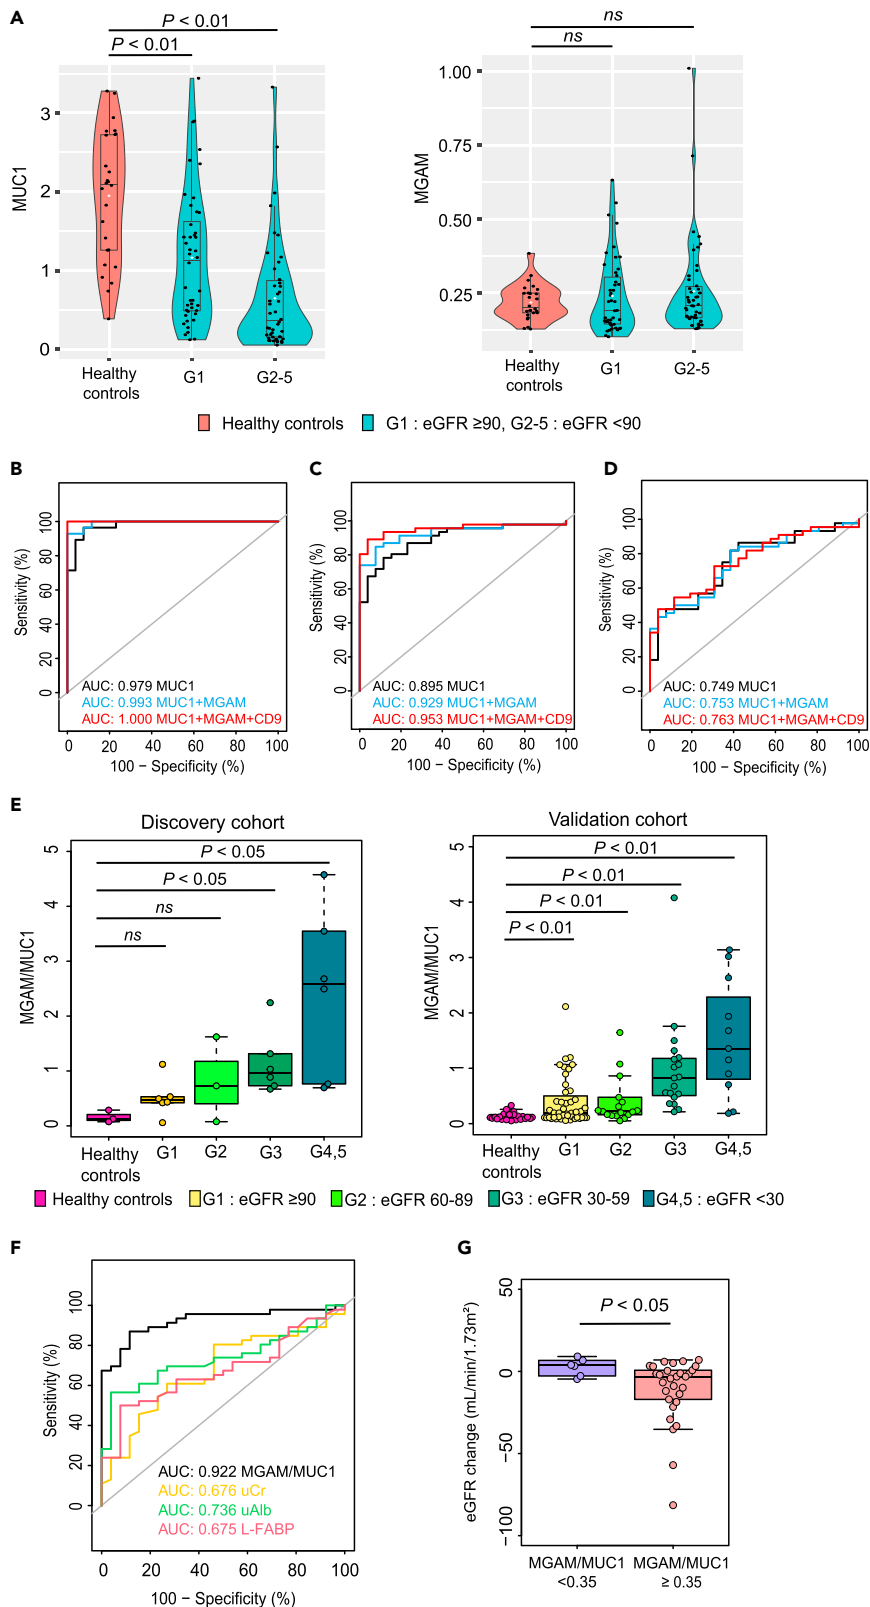 A
P < 0.01
P < 0.01
MUC1
3
2
1
0
Healthy
controls
G1
G2-5
ns
ns
MGAM
1.00
0.75
0.50
0.25
Healthy
controls
G1
G2-5
Healthy controls
G1 : eGFR ≥90, G2-5 : eGFR <90
B
Sensitivity (%)
100
80
60
40
20
0
AUC: 0.979 MUC1
AUC: 0.993 MUC1+MGAM
AUC: 1.000 MUC1+MGAM+CD9
0 20 40 60 80 100
100 − Specificity (%)
C
Sensitivity (%)
100
80
60
40
20
0
AUC: 0.895 MUC1
AUC: 0.929 MUC1+MGAM
AUC: 0.953 MUC1+MGAM+CD9
0 20 40 60 80 100
100 − Specificity (%)
D
Sensitivity (%)
100
80
60
40
20
0
AUC: 0.749 MUC1
AUC: 0.753 MUC1+MGAM
AUC: 0.763 MUC1+MGAM+CD9
0 20 40 60 80 100
100 − Specificity (%)
E
Discovery cohort
P < 0.05
P < 0.05
ns
ns
MGAM/MUC1
5
4
3
2
1
0
Healthy
controls
G1
G2
G3
G4,5
Validation cohort
P < 0.01
P < 0.01
P < 0.01
P < 0.01
MGAM/MUC1
5
4
3
2
1
0
Healthy
controls
G1
G2
G3
G4,5
Healthy controls
G1 : eGFR ≥90
G2 : eGFR 60-89
G3 : eGFR 30-59
G4,5 : eGFR <30
F
Sensitivity (%)
100
80
60
40
20
0
AUC: 0.922 MGAM/MUC1
AUC: 0.676 uCr
AUC: 0.736 uAlb
AUC: 0.675 L-FABP
0 20 40 60 80 100
100 − Specificity (%)
G
eGFR change (mL/min/1.73m²)
50
0
−50
−100
P < 0.05
MGAM/MUC1
<0.35
MGAM/MUC1
≥ 0.35